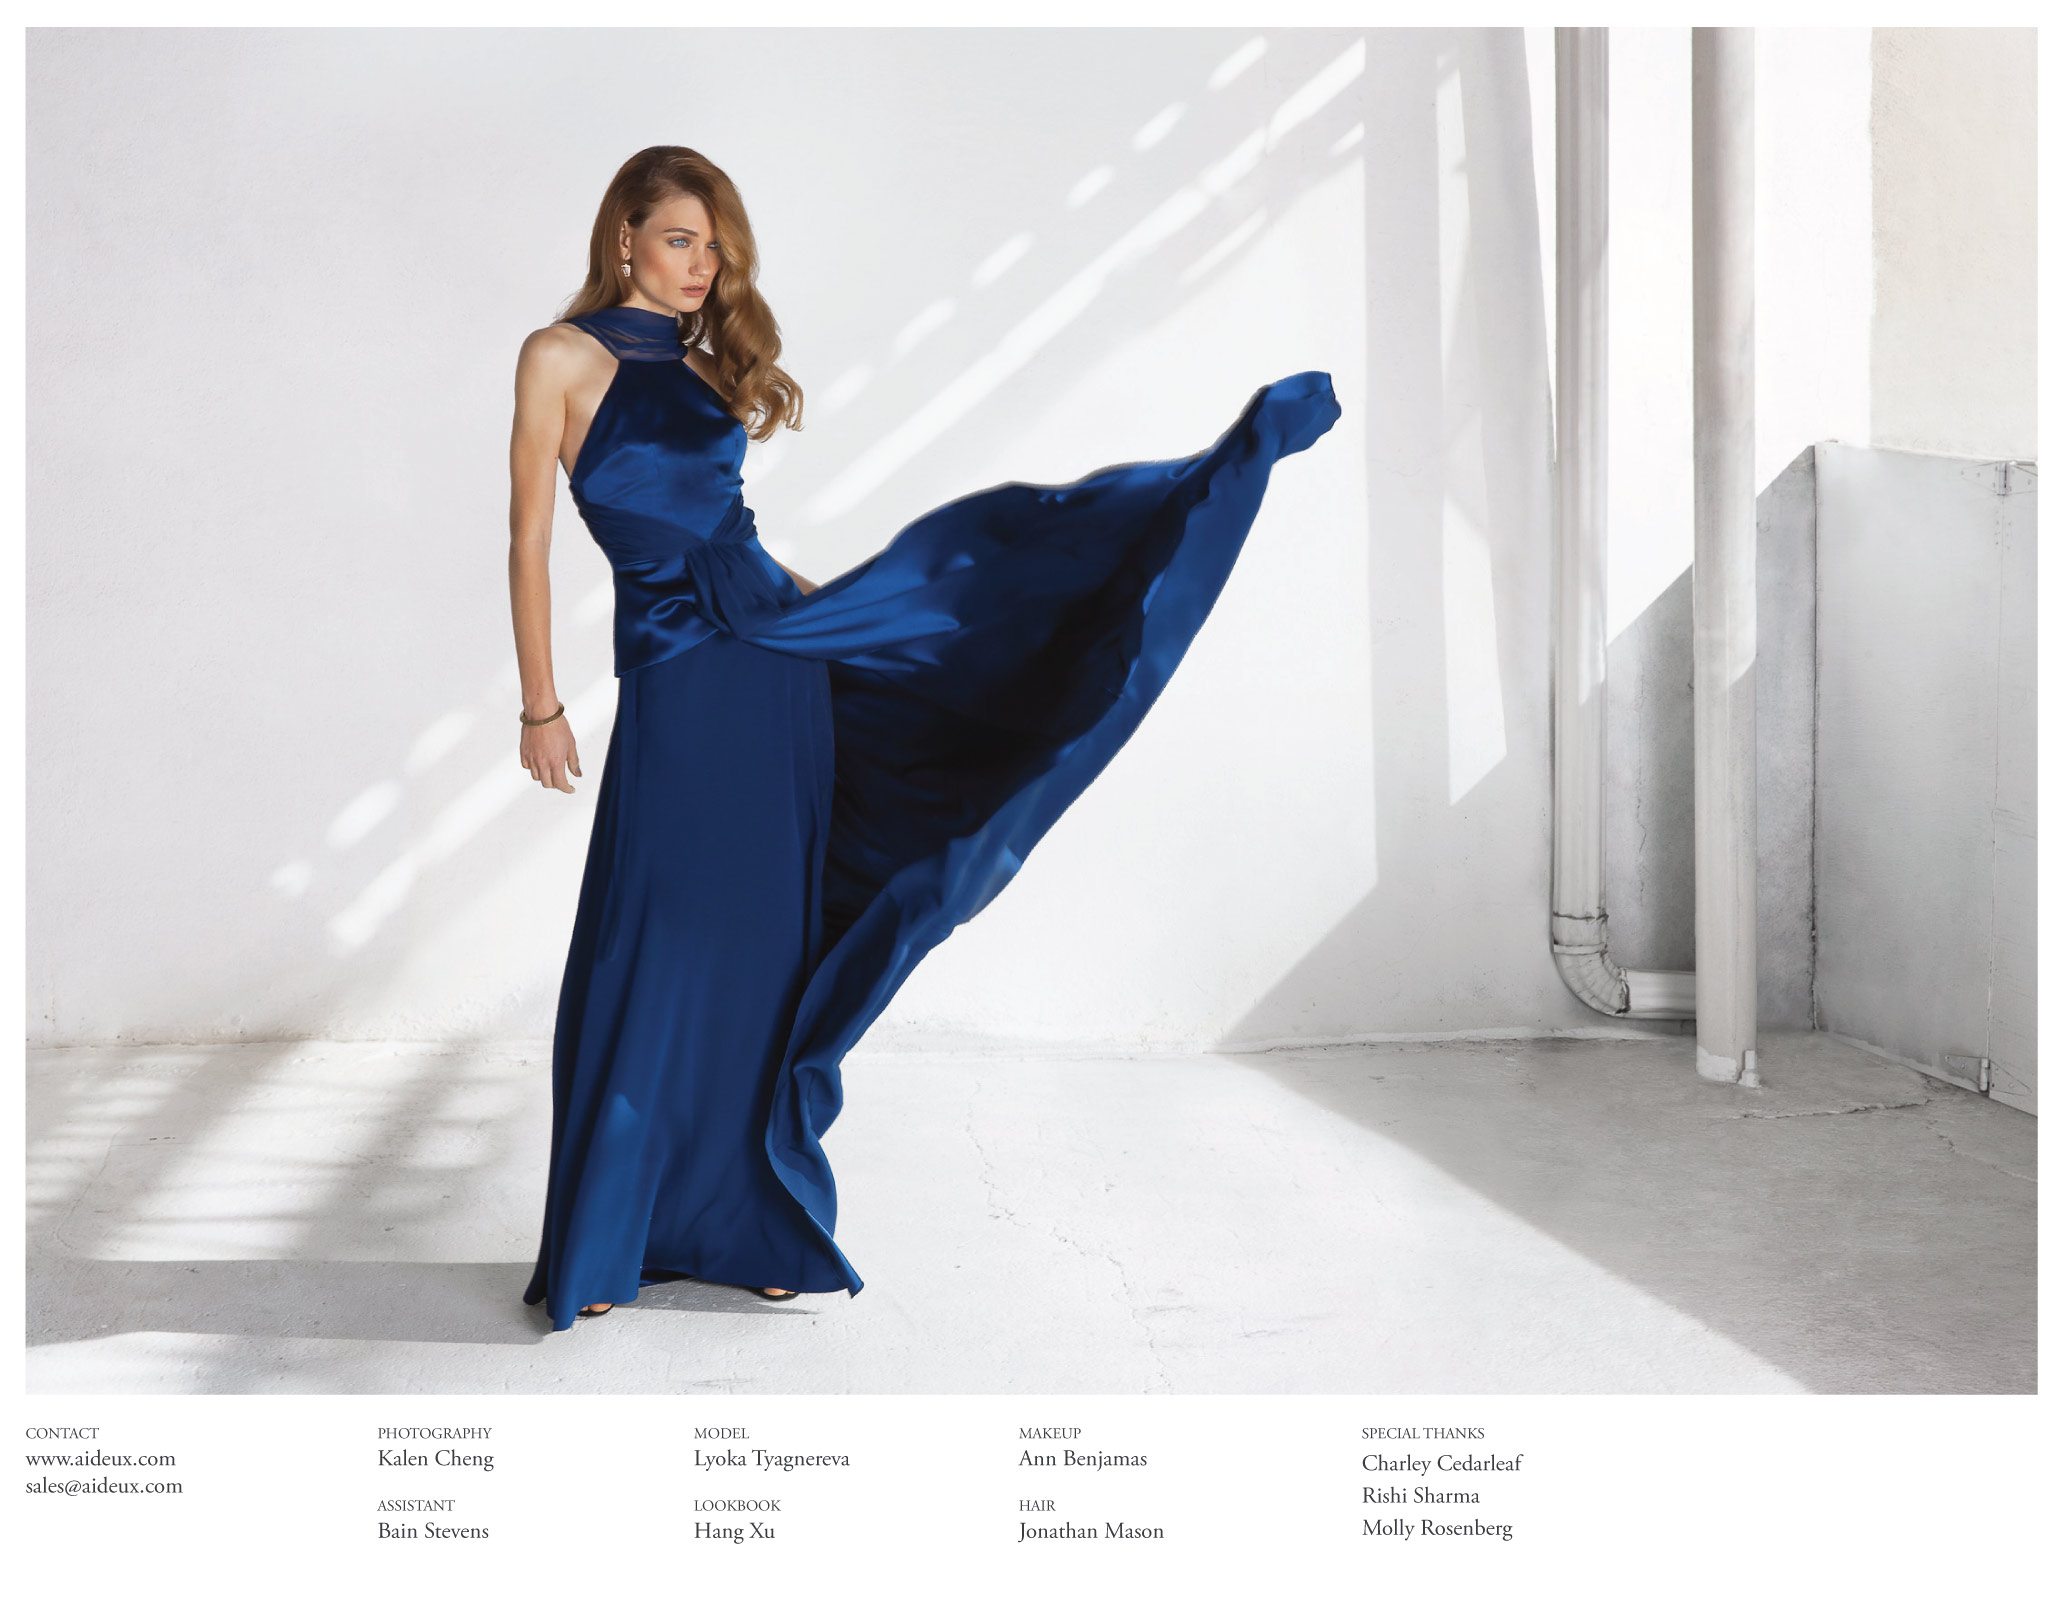 CONTACT
www.aideux.com
sales@aideux.com
PHOTOGRAPHY
Kalen Cheng
ASSISTANT
Bain Stevens
MODEL
Lyoka Tyagnereva
LOOKBOOK
Hang Xu
MAKEUP
Ann Benjamas
HAIR
Jonathan Mason
SPECIAL THANKS
Charley Cedarleaf
Rishi Sharma
Molly Rosenberg